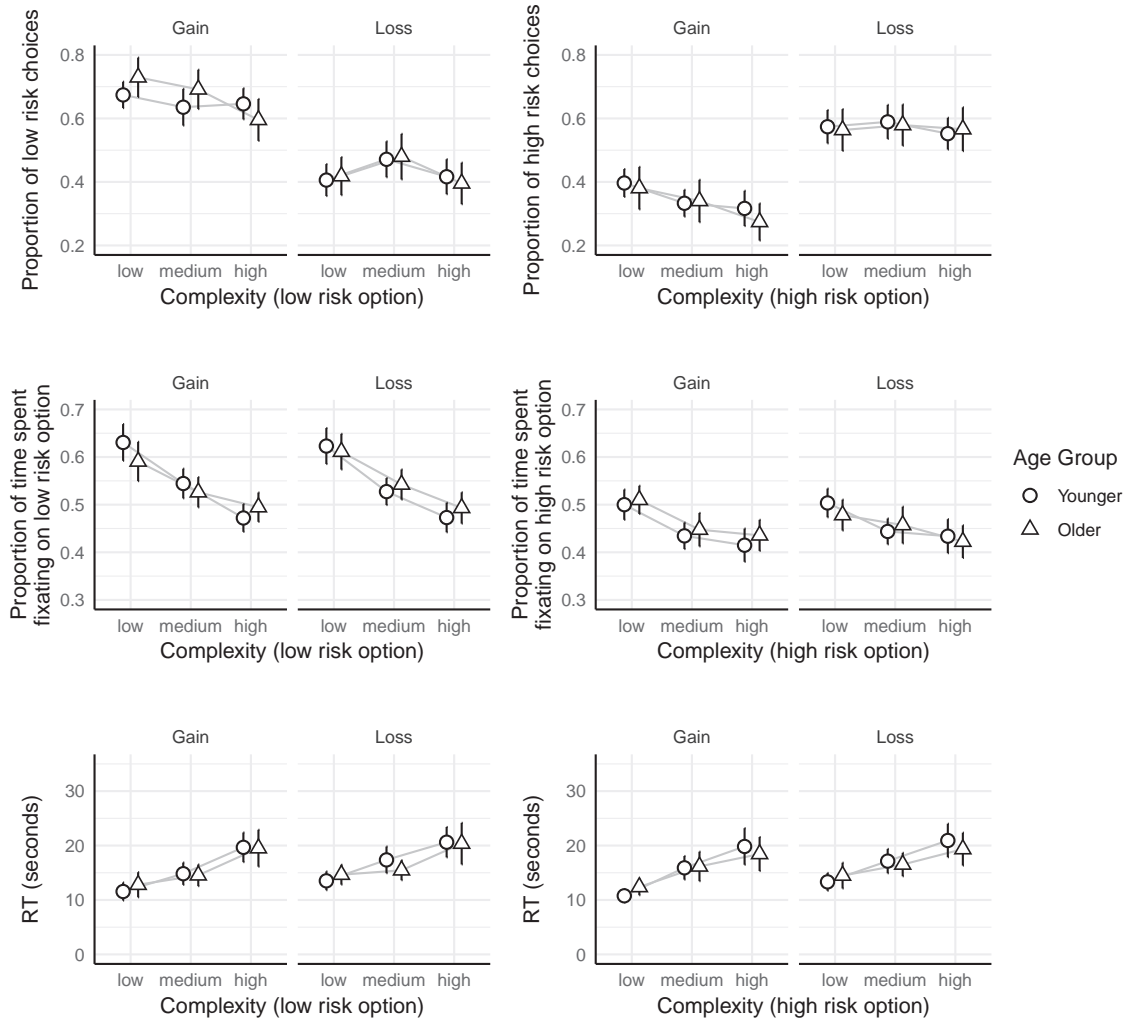 Gain
Loss
Proportion of low risk choices
0.8
0.6
0.4
0.2
low medium high
low medium high
Complexity (low risk option)
Gain
Loss
Proportion of high risk choices
0.8
0.6
0.4
0.2
low medium high
low medium high
Complexity (high risk option)
Gain
Loss
Proportion of time spent
fixating on low risk option
0.7
0.6
0.5
0.4
0.3
low medium high
low medium high
Complexity (low risk option)
Gain
Loss
Proportion of time spent
fixating on high risk option
0.7
0.6
0.5
0.4
0.3
low medium high
low medium high
Complexity (high risk option)
Age Group
Younger
Older
Gain
Loss
RT (seconds)
30
20
10
0
low medium high
low medium high
Complexity (low risk option)
Gain
Loss
RT (seconds)
30
20
10
0
low medium high
low medium high
Complexity (high risk option)